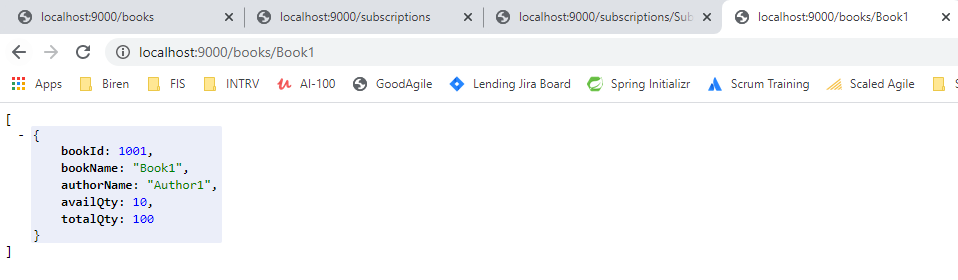 localhost:9000/books
localhost:9000/subscriptions
localhost:9000/subscriptions/Sub
localhost:9000/books/Book1
localhost:9000/books/Book1
Apps Biren FIS INTRV AI-100 GoodAgile Lending Jira Board Spring Initializr Scrum Training Scaled Agile S
[
- {
bookId: 1001,
bookName: "Book1",
authorName: "Author1",
availQty: 10,
totalQty: 100
}
]